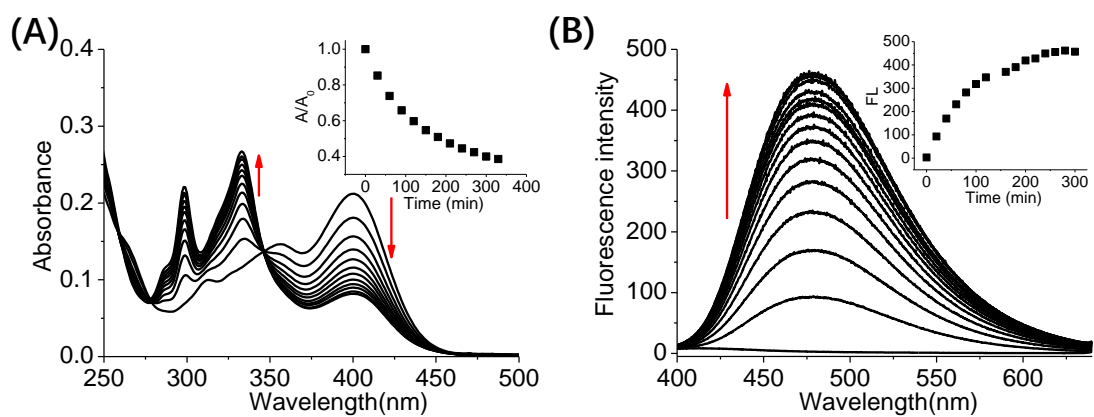 (A)
Absorbance
0.4
0.3
0.2
0.1
0.0
250 300 350 400 450 500
Wavelength(nm)
A/A0
1.0
0.8
0.6
0.4
0 100 200 300 400
Time (min)
(B)
Fluorescence intensity
500
400
300
200
100
0
400 450 500 550 600
Wavelength(nm)
FL
500
400
300
200
100
0
0 100 200 300
Time (min)